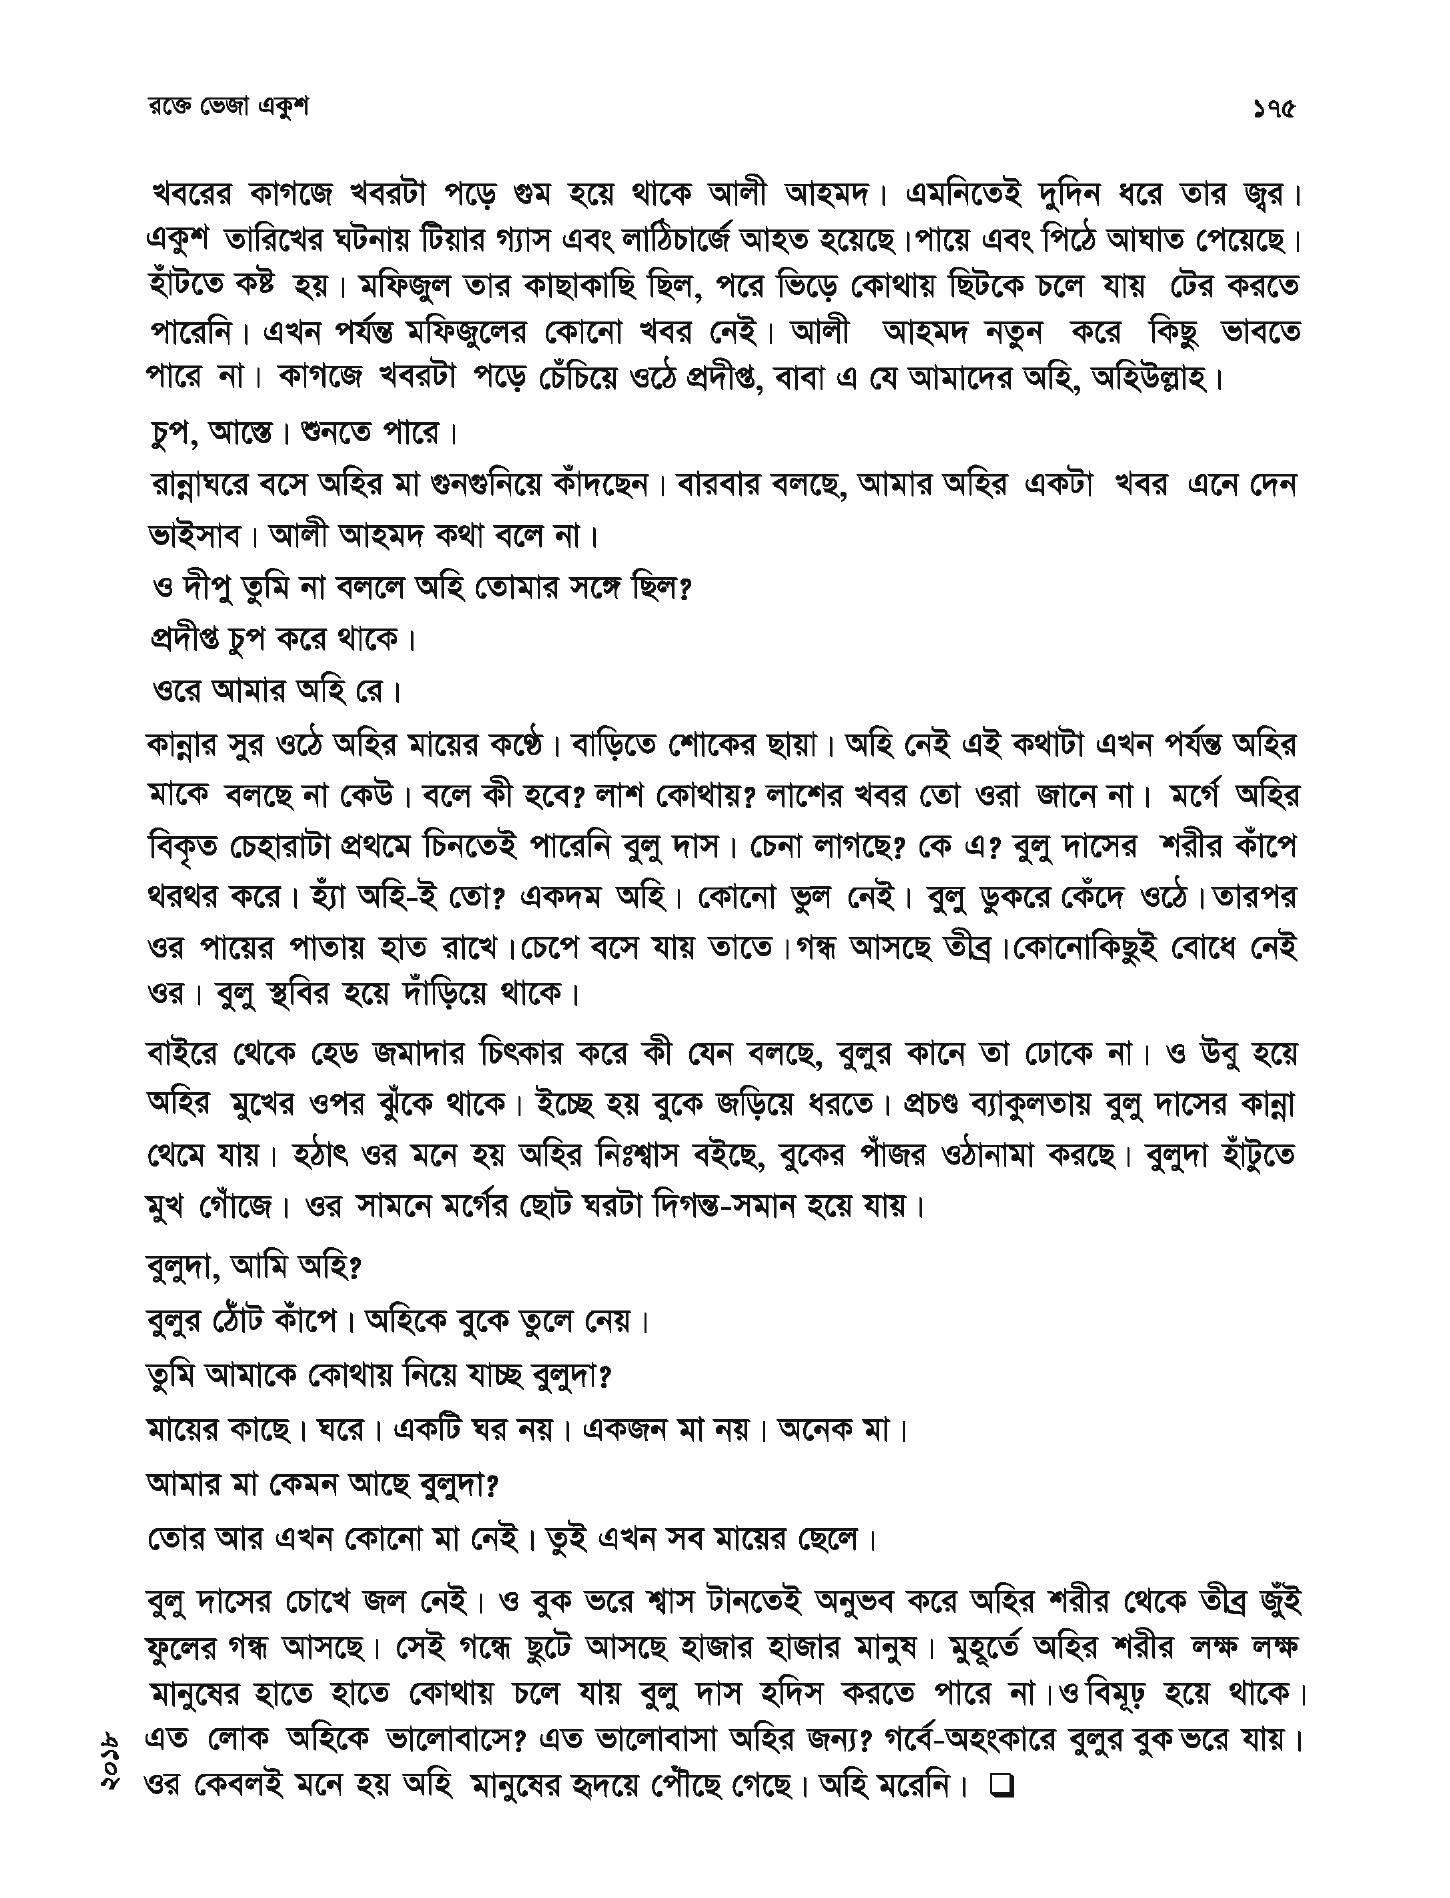 রক্তে ভেজা একুশ ১৭৫
খবরের কাগজে খবরটা পড়ে গুম হয়ে থাকে আলী আহমদ। এমনিতেই দুদিন ধরে তার জ্বর।
একুশ তারিখের ঘটনায় টিয়ার গ্যাস এবং লাঠিচার্জে আহত হয়েছে।পায়ে এবং পিঠে আঘাত পেয়েছে।
হাঁটতে কষ্ট হয়। মফিজুল তার কাছাকাছি ছিল, পরে ভিড়ে কোথায় ছিটকে চলে যায় টের করতে
পারেনি। এখন পর্যন্ত মফিজুলের কোনো খবর নেই। আলী আহমদ নতুন করে কিছু ভাবতে
পারে না। কাগজে খবরটা পড়ে চেঁচিয়ে ওঠে প্রদীপ্ত, বাবা এ যে আমাদের অহি, অহিউল্লাহ।
চুপ, আস্তে। শুনতে পারে।
রান্নাঘরে বসে অহির মা গুনগুনিয়ে কাঁদছেন। বারবার বলছে, আমার অহির একটা খবর এনে দেন
ভাইসাব। আলী আহমদ কথা বলে না।
ও দীপু তুমি না বললে অহি তোমার সঙ্গে ছিল?
প্রদীপ্ত চুপ করে থাকে।
ওরে আমার অহি রে।
কান্নার সুর ওঠে অহির মায়ের কণ্ঠে। বাড়িতে শোকের ছায়া। অহি নেই এই কথাটা এখন পর্যন্ত অহির
মাকে বলছে না কেউ। বলে কী হবে? লাশ কোথায়? লাশের খবর তো ওরা জানে না। মর্গে অহির
বিকৃত চেহারাটা প্রথমে চিনতেই পারেনি বুলু দাস। চেনা লাগছে? কে এ? বুলু দাসের শরীর কাঁপে
থরথর করে। হ্যাঁ অহি-ই তো? একদম অহি। কোনো ভুল নেই। বুলু ডুকরে কেঁদে ওঠে।তারপর
ওর পায়ের পাতায় হাত রাখে।চেপে বসে যায় তাতে।গন্ধ আসছে তীব্র।কোনোকিছুই বোধে নেই
ওর। বুলু স্থবির হয়ে দাঁড়িয়ে থাকে।
বাইরে থেকে হেড জমাদার চিৎকার করে কী যেন বলছে, বুলুর কানে তা ঢোকে না। ও উবু হয়ে
অহির মুখের ওপর ঝুঁকে থাকে। ইচ্ছে হয় বুকে জড়িয়ে ধরতে। প্রচণ্ড ব্যাকুলতায় বুলু দাসের কান্না
থেমে যায়। হঠাৎ ওর মনে হয় অহির নিঃশ্বাস বইছে, বুকের পাঁজর ওঠানামা করছে। বুলুদা হাঁটুতে
মুখ গোঁজে। ওর সামনে মর্গের ছোট ঘরটা দিগন্ত-সমান হয়ে যায়।
বুলুদা, আমি অহি?
বুলুর ঠোঁট কাঁপে। অহিকে বুকে তুলে নেয়।
তুমি আমাকে কোথায় নিয়ে যাচ্ছ বুলুদা?
মায়ের কাছে। ঘরে। একটি ঘর নয়। একজন মা নয়। অনেক মা।
আমার মা কেমন আছে বুলুদা?
তোর আর এখন কোনো মা নেই। তুই এখন সব মায়ের ছেলে।
বুলু দাসের চোখে জল নেই। ও বুক ভরে শ্বাস টানতেই অনুভব করে অহির শরীর থেকে তীব্র জুঁই
ফুলের গন্ধ আসছে। সেই গন্ধে ছুটে আসছে হাজার হাজার মানুষ। মুহূর্তে অহির শরীর লক্ষ লক্ষ
মানুষের হাতে হাতে কোথায় চলে যায় বুলু দাস হদিস করতে পারে না।ও বিমূঢ় হয়ে থাকে।
এত লোক অহিকে ভালোবাসে? এত ভালোবাসা অহির জন্য? গর্বে-অহংকারে বুলুর বুক ভরে যায়।
ওর কেবলই মনে হয় অহি মানুষের হৃদয়ে পৌঁছে গেছে। অহি মরেনি। ❑
২০১৮